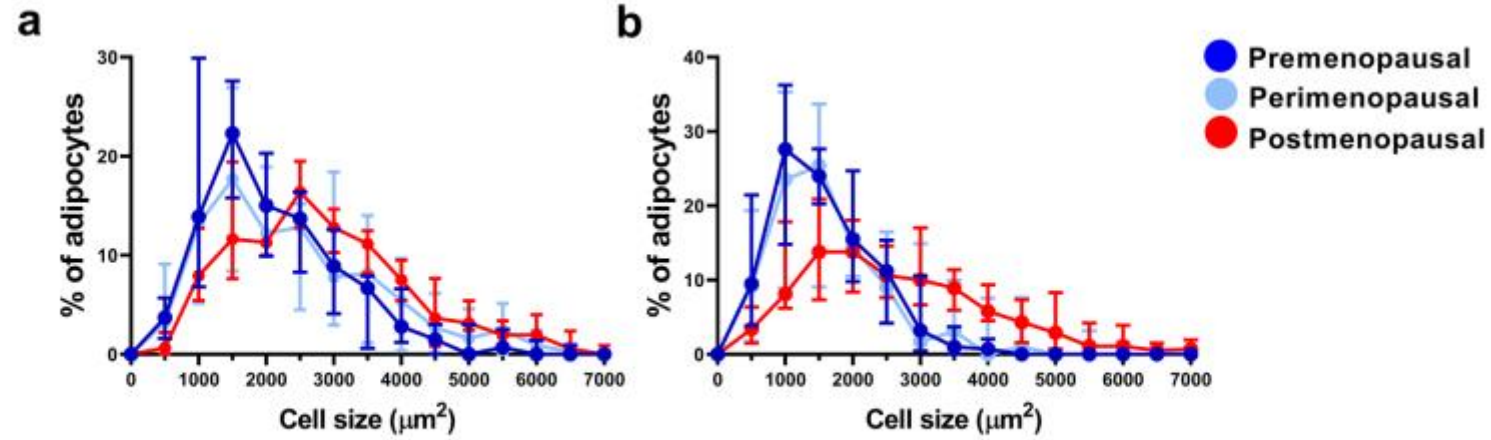 a
30
20
10
0
% of adipocytes
0 1000 2000 3000 4000 5000 6000 7000
Cell size (μm²)
b
40
30
20
10
0
% of adipocytes
0 1000 2000 3000 4000 5000 6000 7000
Cell size (μm²)
Premenopausal
Perimenopausal
Postmenopausal